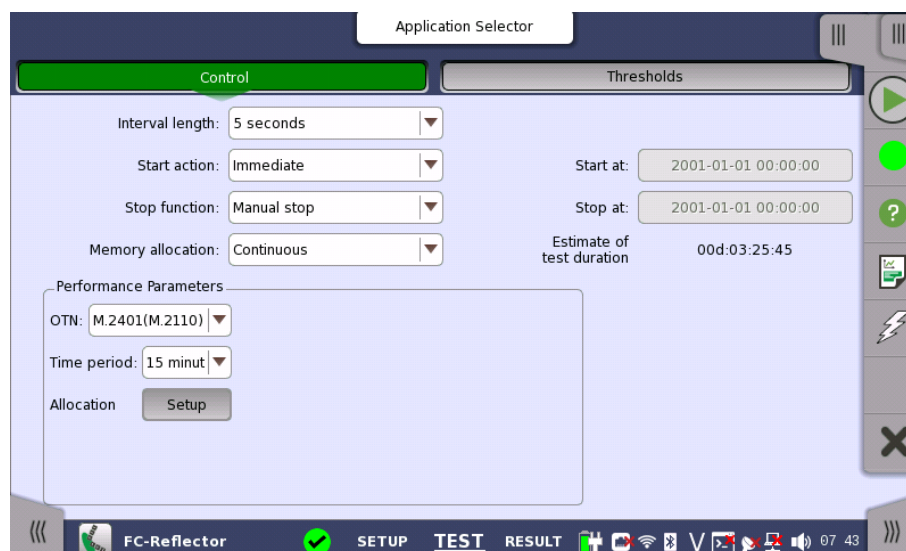 Application Selector
Control Thresholds
Interval length: 5 seconds
Start action: Immediate Start at: 2001-01-01 00:00:00
Stop function: Manual stop Stop at: 2001-01-01 00:00:00
Memory allocation: Continuous Estimate of test duration 00d:03:25:45
Performance Parameters
OTN: M.2401(M.2110)
Time period: 15 minut
Allocation Setup
FC-Reflector SETUP TEST RESULT 07 43